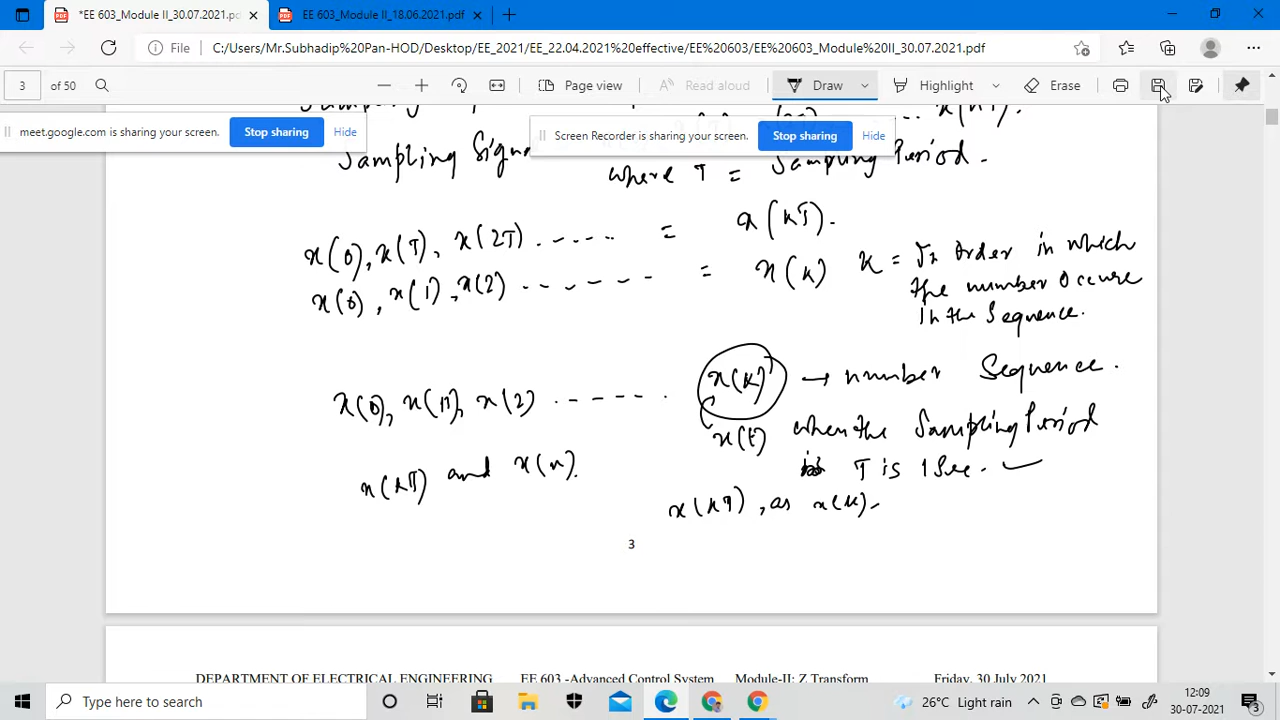 *EE 603_Module II_30.07.2021.pdf
EE 603_Module II_18.06.2021.pdf
File
C:/Users/Mr.Subhadip%20Pan-HOD/Desktop/EE_2021/EE_22.04.2021%20effective/EE%20603/EE%20603_Module%20II_30.07.2021.pdf
3 of 50
Page view
Read aloud
Draw
Highlight
Erase
meet.google.com is sharing your screen.
Stop sharing
Hide
Screen Recorder is sharing your screen.
Stop sharing
Hide
x(nT).
Sampling
where T = Sampling Period.
x(0), x(T), x(2T) ...... = x(kT).
x(0), x(1), x(2) ....... = x(k) K = order in which
the number occure
in the Sequence.
x(0), x(1), x(2) ....... x(k) → number Sequence.
x(t) when the Sampling Period
T is 1 Sec.
x(kT) and x(n).
x(kT), as x(k).
3
DEPARTMENT OF ELECTRICAL ENGINEERING EE 603 -Advanced Control System Module-II: Z Transform Friday, 30 July 2021
Type here to search
26°C Light rain
12:09
30-07-2021
3